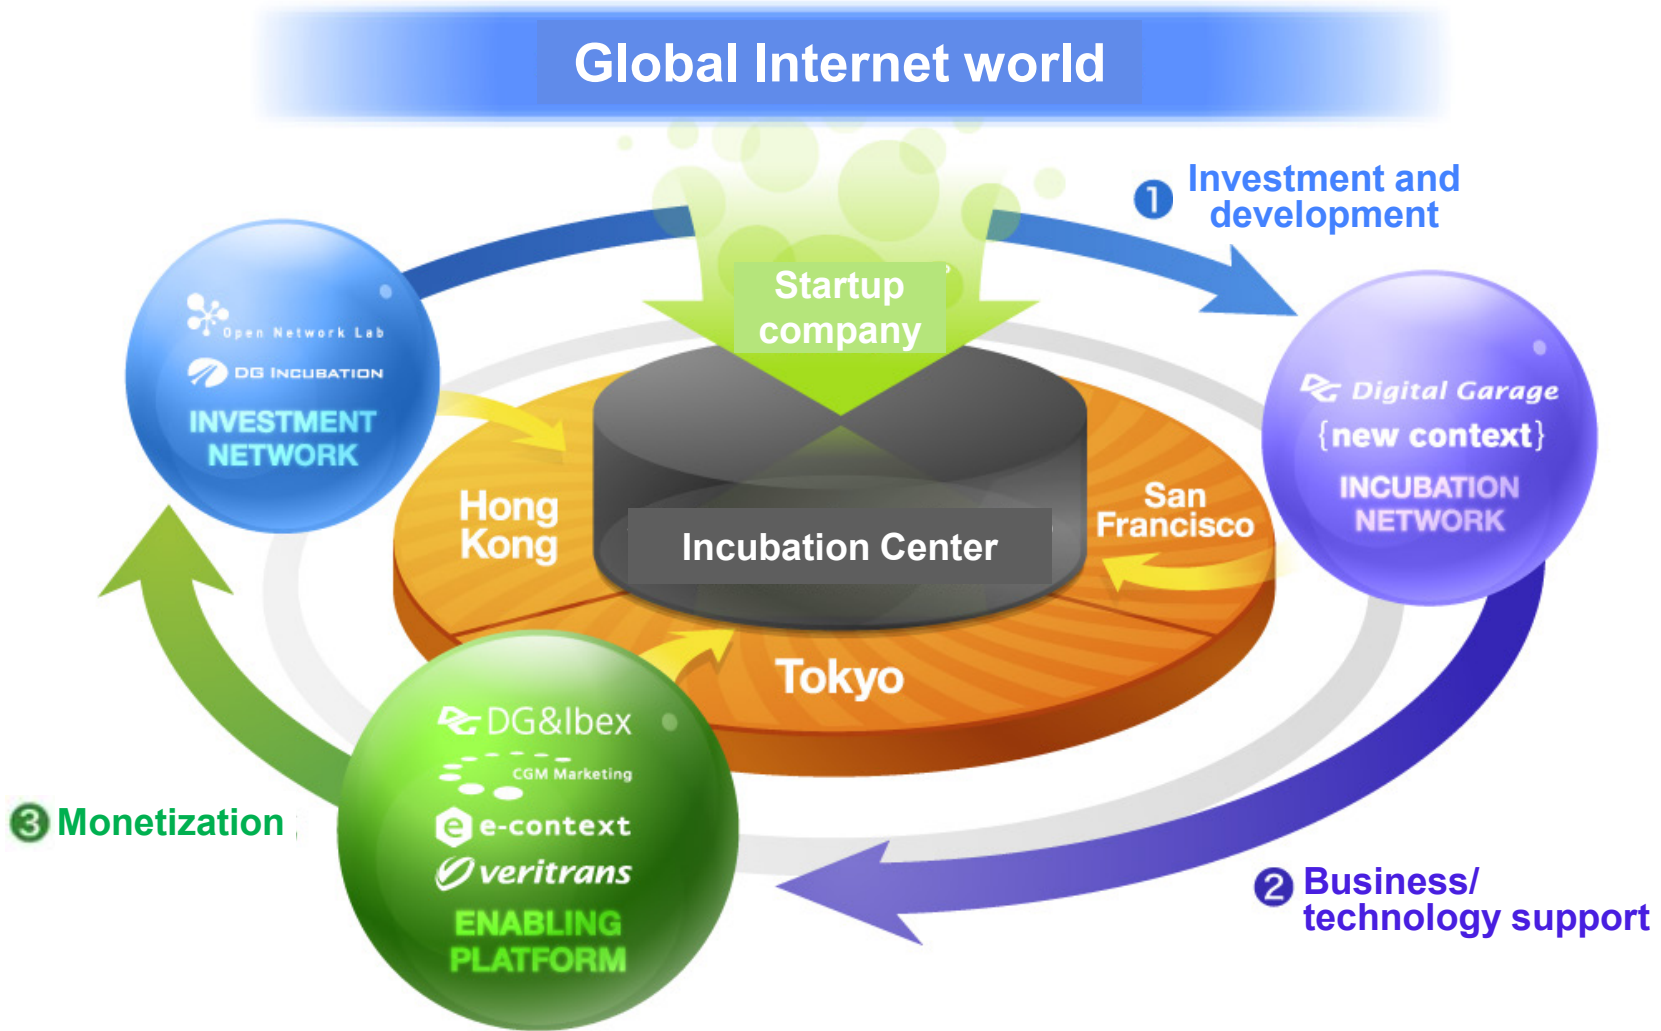 Global Internet world
1 Investment and
development
Startup
company
Open Network Lab
DG INCUBATION
INVESTMENT
NETWORK
DG Digital Garage
{new context}
INCUBATION
NETWORK
Hong
Kong
San
Francisco
Incubation Center
Tokyo
DG DG&Ibex
CGM Marketing
e e-context
veritrans
ENABLING
PLATFORM
3 Monetization
2 Business/
technology support